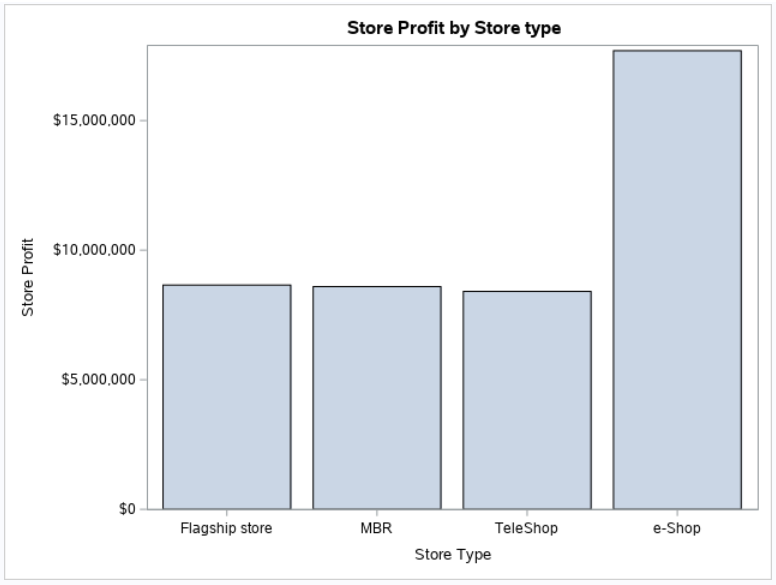 Store Profit by Store type
Store Profit
$15,000,000
$10,000,000
$5,000,000
$0
Flagship store
MBR
TeleShop
e-Shop
Store Type